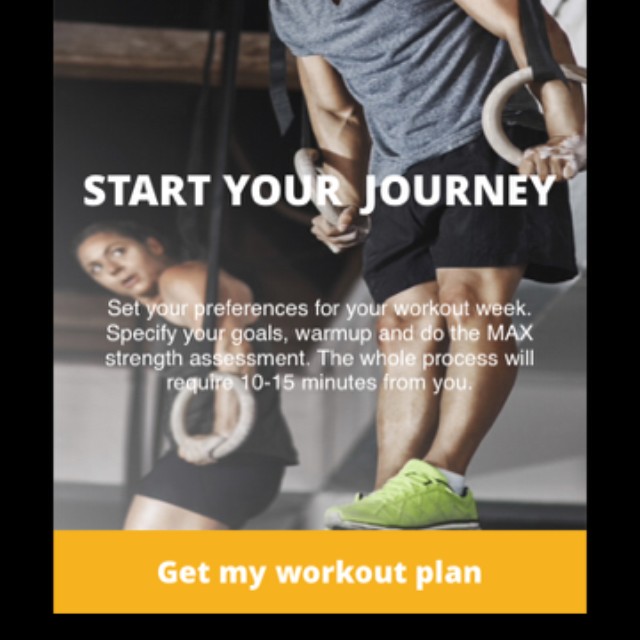 START YOUR JOURNEY
Set your preferences for your workout week.
Specify your goals, warmup and do the MAX
strength assessment. The whole process will
require 10-15 minutes from you.
Get my workout plan